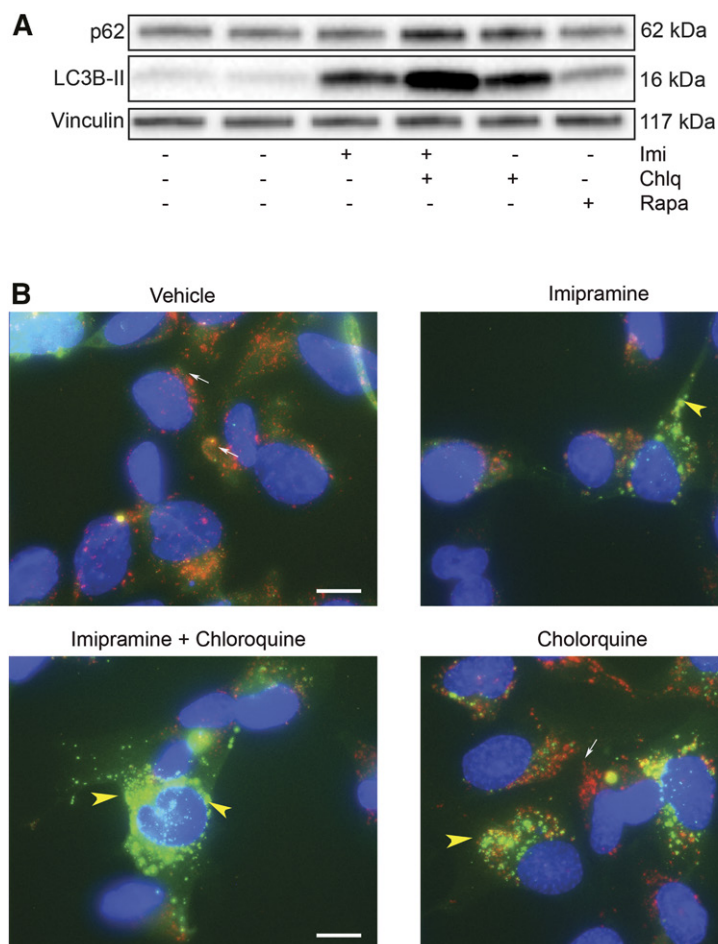 A
p62 62 kDa
LC3B-II 16 kDa
Vinculin 117 kDa
- - + + - - Imi
- - - + + - Chlq
- - - - - + Rapa
B
Vehicle Imipramine
Imipramine + Chloroquine Cholorquine